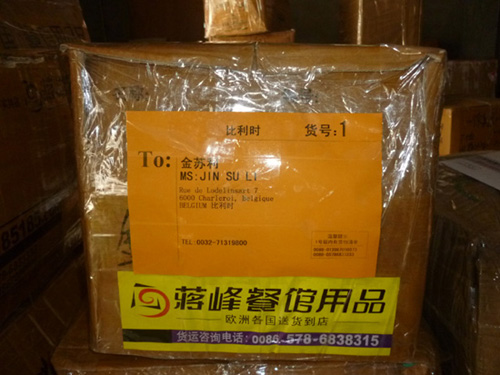 比利时 货号:1
To: 金苏利
MS:JIN SU LI
Rue de Lodelinsart 7
6000 Charleroi, belgique
BELGIUM 比利时
TEL:0032-71319800
蒋峰餐馆用品
欧洲各国送货到店
货运咨询电话: 0086-578-6838315